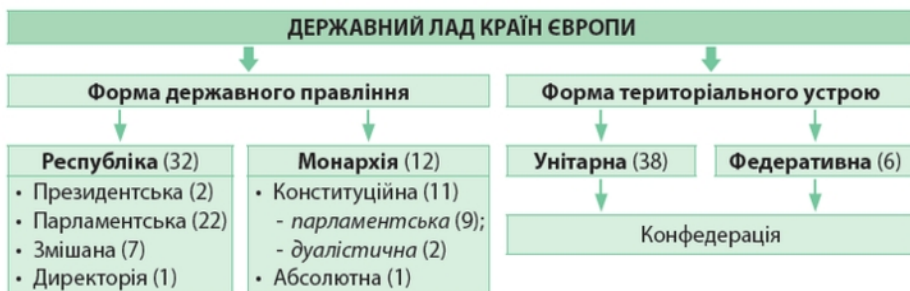 ДЕРЖАВНИЙ ЛАД КРАЇН ЄВРОПИ
Форма державного правління
Форма територіального устрою
Республіка (32)
• Президентська (2)
• Парламентська (22)
• Змішана (7)
• Директорія (1)
Монархія (12)
• Конституційна (11)
- парламентська (9);
- дуалістична (2)
• Абсолютна (1)
Унітарна (38)
Федеративна (6)
Конфедерація